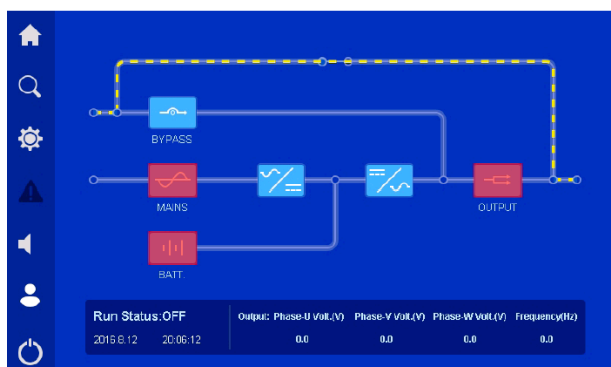 BYPASS
MAINS
OUTPUT
BATT.
Run Status:OFF
2016.8.12 20:06:12
Output: Phase-U Volt.(V) Phase-V Volt.(V) Phase-W Volt.(V) Frequency(Hz)
0.0 0.0 0.0 0.0